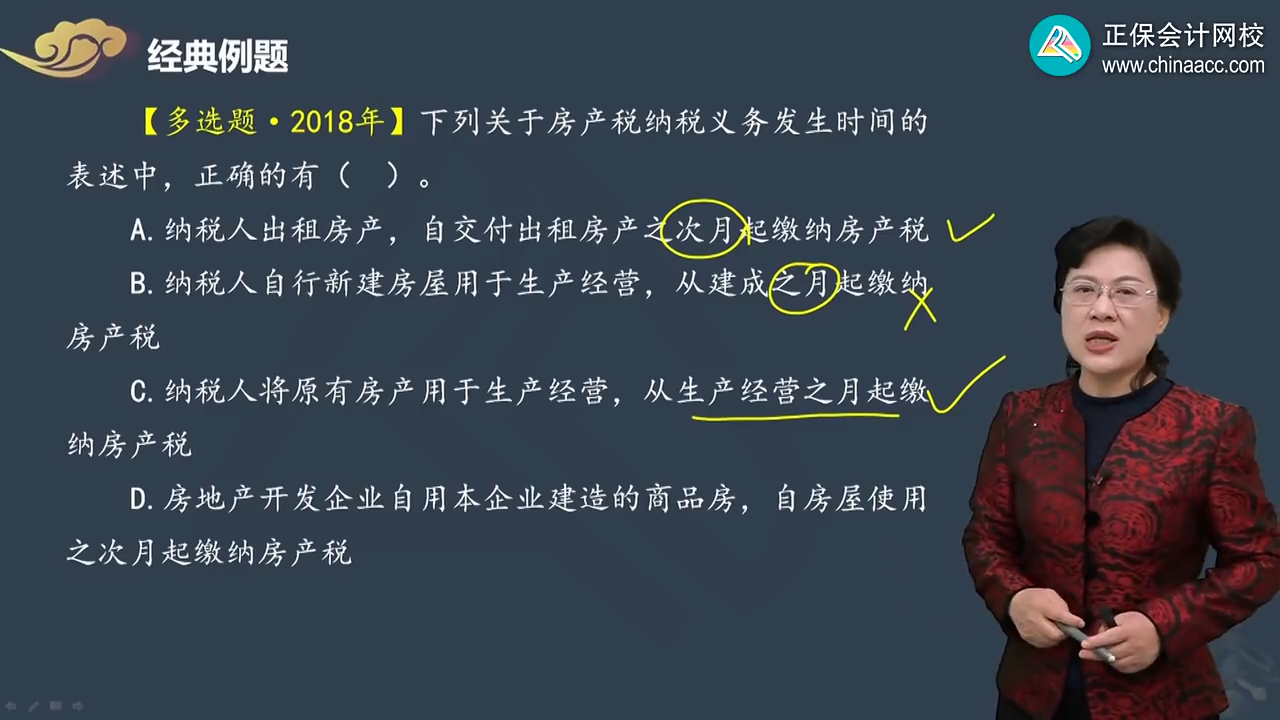 经典例题
正保会计网校
www.chinaacc.com
【多选题·2018年】下列关于房产税纳税义务发生时间的
表述中，正确的有（ ）。
A.纳税人出租房产，自交付出租房产之次月起缴纳房产税
B.纳税人自行新建房屋用于生产经营，从建成之月起缴纳
房产税
C.纳税人将原有房产用于生产经营，从生产经营之月起缴
纳房产税
D.房地产开发企业自用本企业建造的商品房，自房屋使用
之次月起缴纳房产税